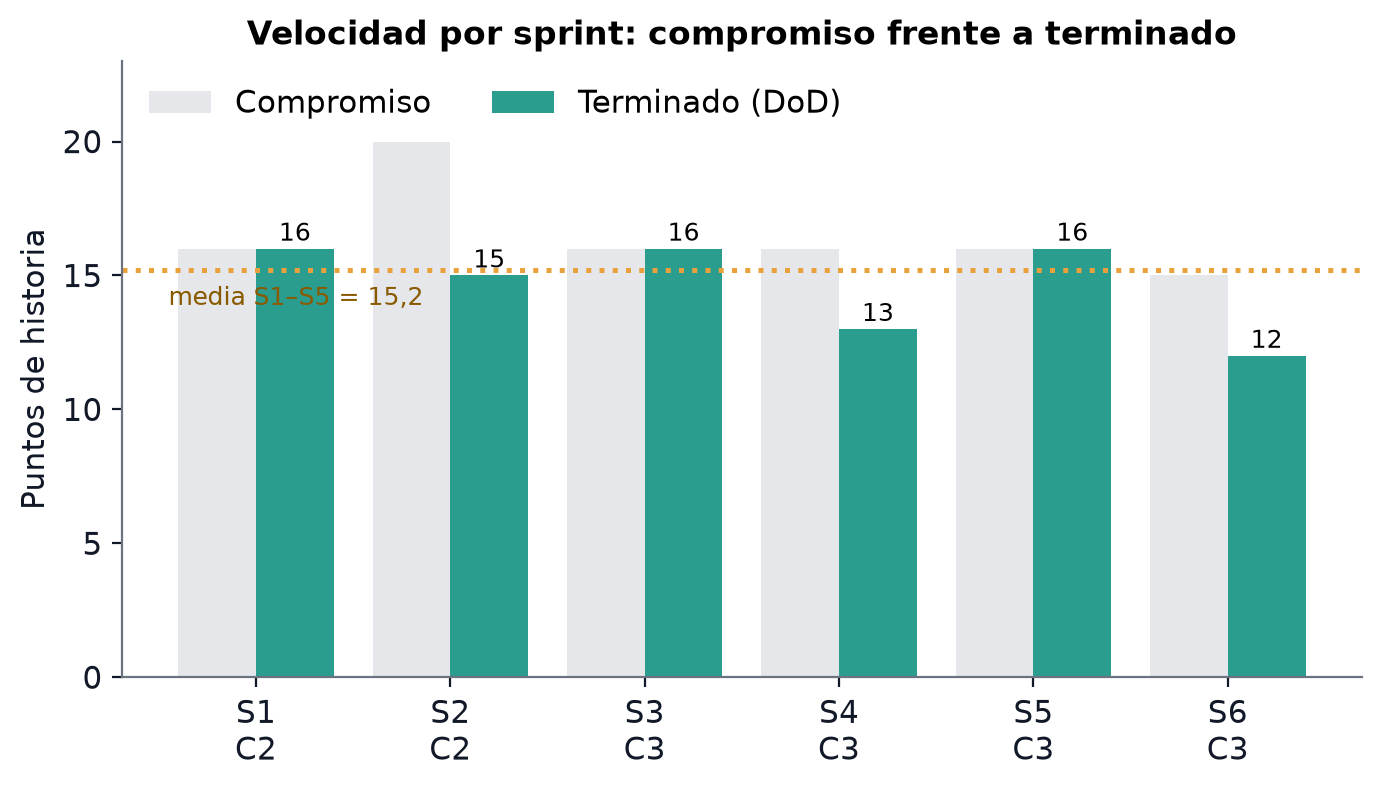 Velocidad por sprint: compromiso frente a terminado
Compromiso
Terminado (DoD)
Puntos de historia
20
15
10
5
0
16
15
16
13
16
12
media S1–S5 = 15,2
S1
C2
S2
C2
S3
C3
S4
C3
S5
C3
S6
C3